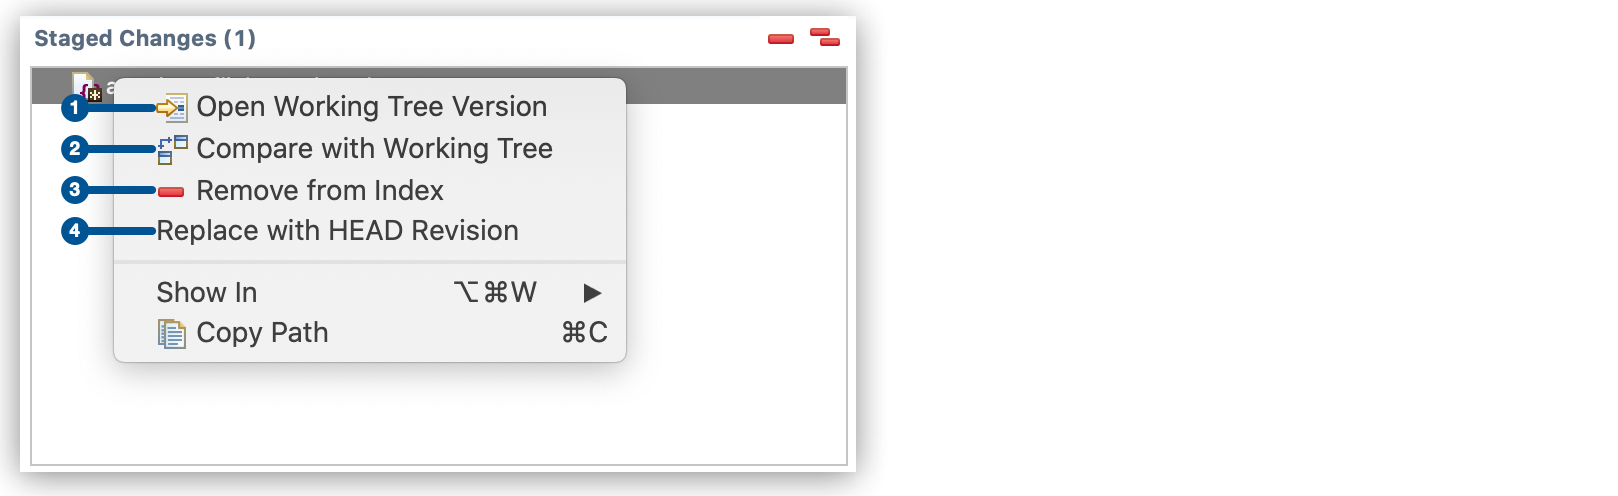 Staged Changes (1)
1 Open Working Tree Version
2 Compare with Working Tree
3 Remove from Index
4 Replace with HEAD Revision
Show In ⌥⌘W ▶
Copy Path ⌘C